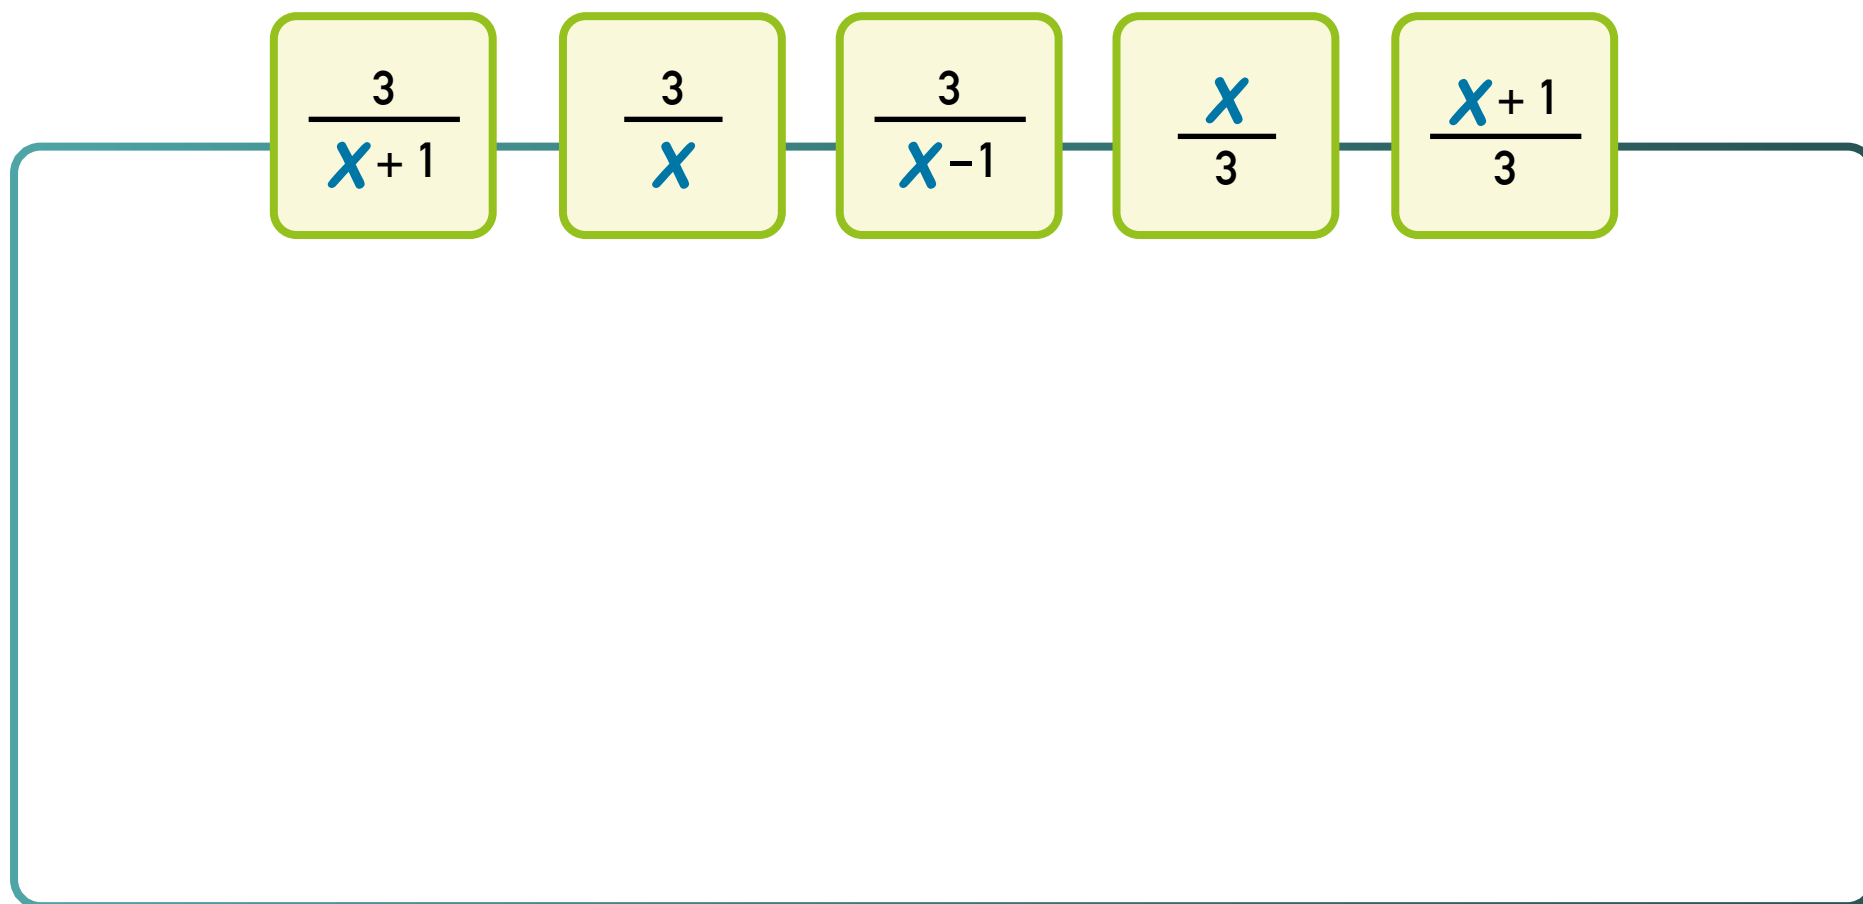 3/(x + 1)
3/x
3/(x - 1)
x/3
(x + 1)/3